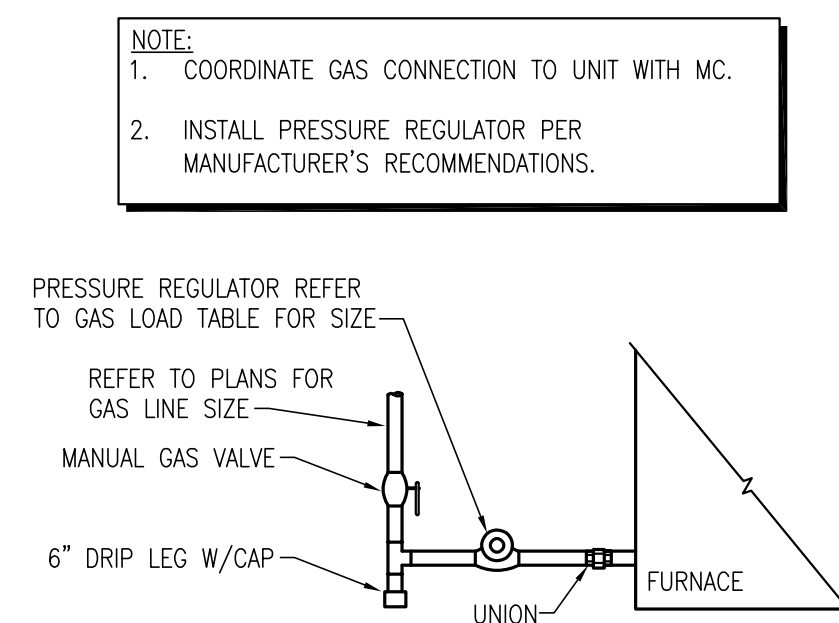 NOTE:
1. COORDINATE GAS CONNECTION TO UNIT WITH MC.
2. INSTALL PRESSURE REGULATOR PER
MANUFACTURER'S RECOMMENDATIONS.
PRESSURE REGULATOR REFER
TO GAS LOAD TABLE FOR SIZE
REFER TO PLANS FOR
GAS LINE SIZE
MANUAL GAS VALVE
6" DRIP LEG W/CAP
UNION
FURNACE